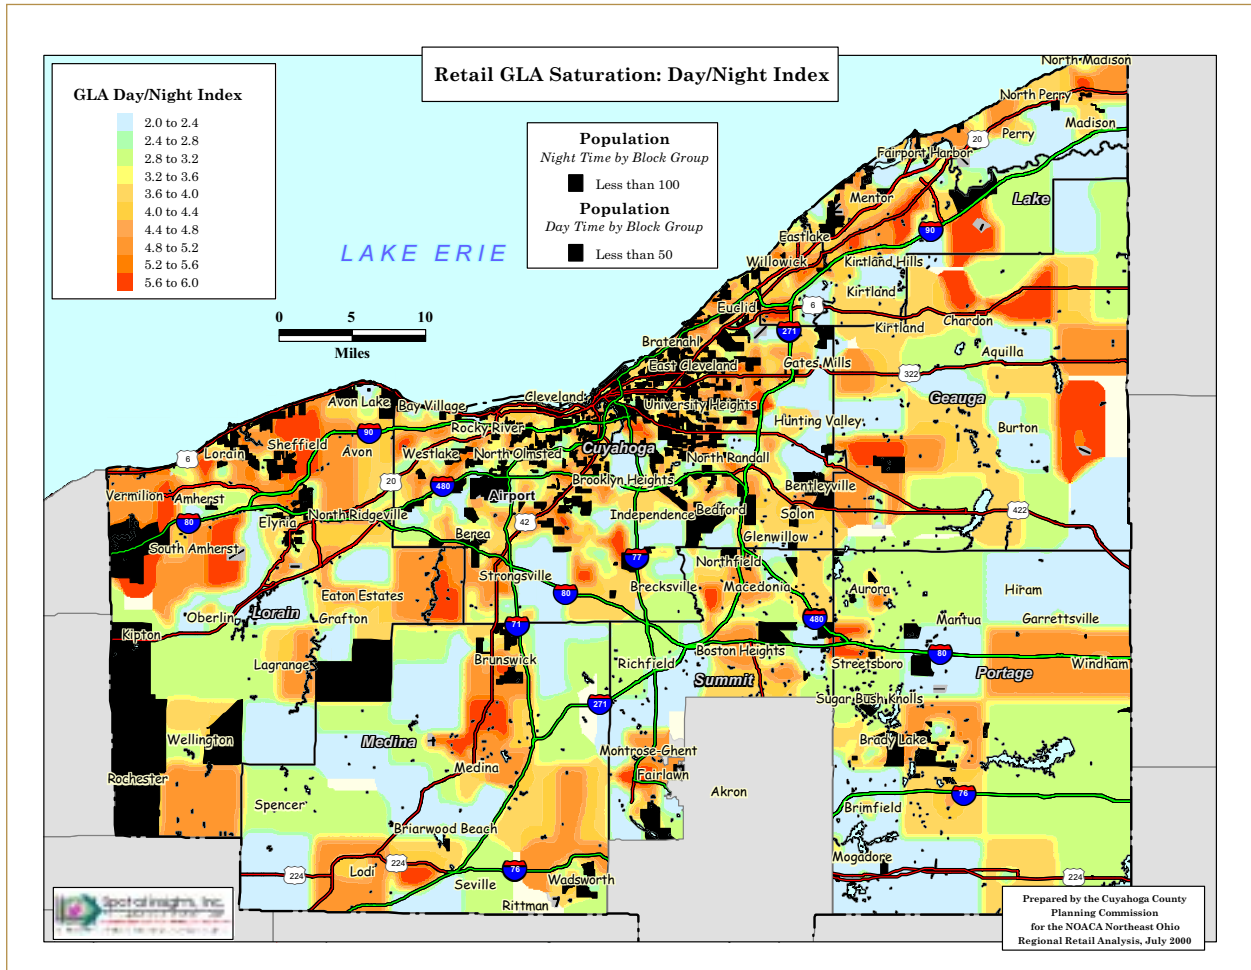 Retail GLA Saturation: Day/Night Index
GLA Day/Night Index
2.0 to 2.4
2.4 to 2.8
2.8 to 3.2
3.2 to 3.6
3.6 to 4.0
4.0 to 4.4
4.4 to 4.8
4.8 to 5.2
5.2 to 5.6
5.6 to 6.0
Population
Night Time by Block Group
Less than 100
Population
Day Time by Block Group
Less than 50
LAKE ERIE
0 5 10
Miles
North Madison
North Perry
Madison
20
Perry
Fairport Harbor
Mentor
Lake
90
Eastlake
Willowick
Kirtland Hills
Kirtland
Euclid
6
Chardon
Kirtland
271
Bratenahl
Aquilla
East Cleveland
Gates Mills
322
Geauga
Avon Lake
Bay Village
Cleveland
University Heights
Hunting Valley
Burton
Rocky River
90
Sheffield
Avon
Lorain
6
Westlake
North Olmsted
Cuyahoga
North Randall
20
480
Brooklyn Heights
Bentleyville
Vermilion
Amherst
Airport
North Ridgeville
Independence
Bedford
Solon
422
80
Elyria
42
Berea
Glenwillow
South Amherst
77
Northfield
Strongsville
Brecksville
Macedonia
Aurora
Hiram
80
Eaton Estates
Oberlin
Lorain
Grafton
71
480
Mantua
Garrettsville
Kipton
Boston Heights
80
Lagrange
Brunswick
Richfield
Streetsboro
Windham
Summit
Portage
271
Sugar Bush Knolls
Wellington
Medina
Montrose-Ghent
Brady Lake
Rochester
Medina
Fairlawn
Akron
76
Spencer
Brimfield
Briarwood Beach
Mogadore
224
Lodi
224
76
Seville
Wadsworth
224
Rittman
Spatial Insights, Inc.
Prepared by the Cuyahoga County
Planning Commission
for the NOACA Northeast Ohio
Regional Retail Analysis, July 2000